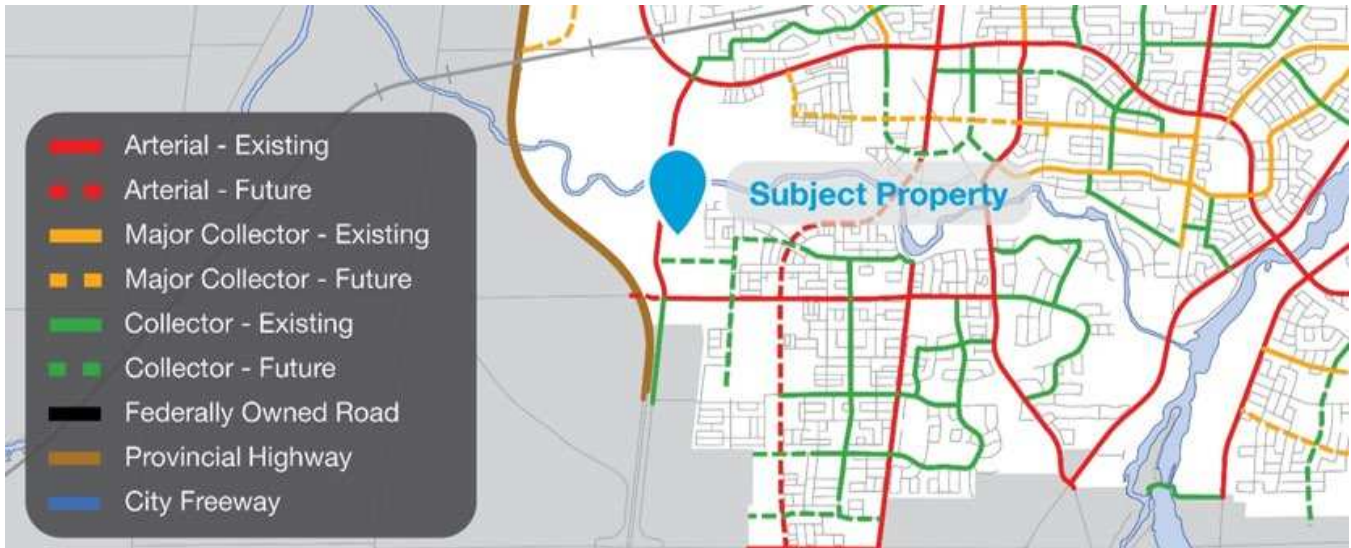 Arterial - Existing
Arterial - Future
Major Collector - Existing
Major Collector - Future
Collector - Existing
Collector - Future
Federally Owned Road
Provincial Highway
City Freeway
Subject Property